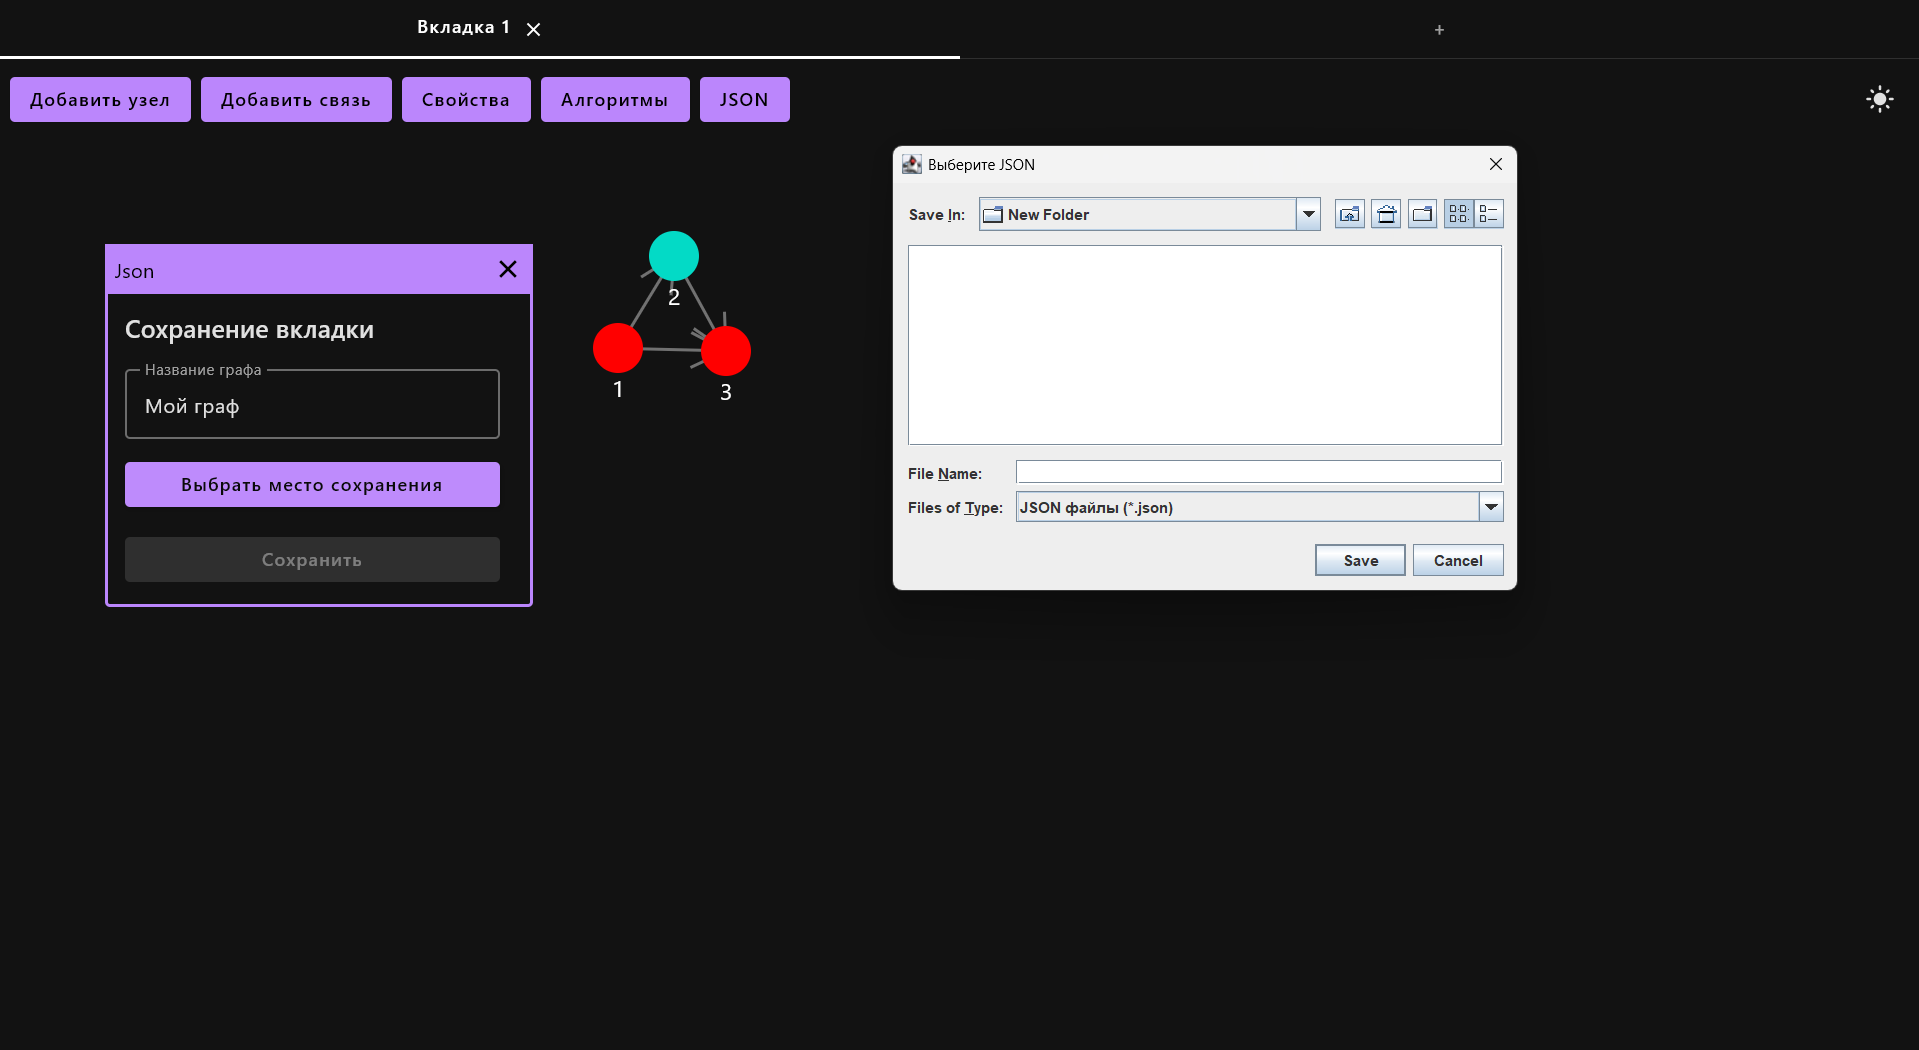 Вкладка 1
+
Добавить узел
Добавить связь
Свойства
Алгоритмы
JSON
Json
Сохранение вкладки
Название графа
Мой граф
Выбрать место сохранения
Сохранить
2
1
3
Выберите JSON
Save In:
New Folder
File Name:
Files of Type:
JSON файлы (*.json)
Save
Cancel